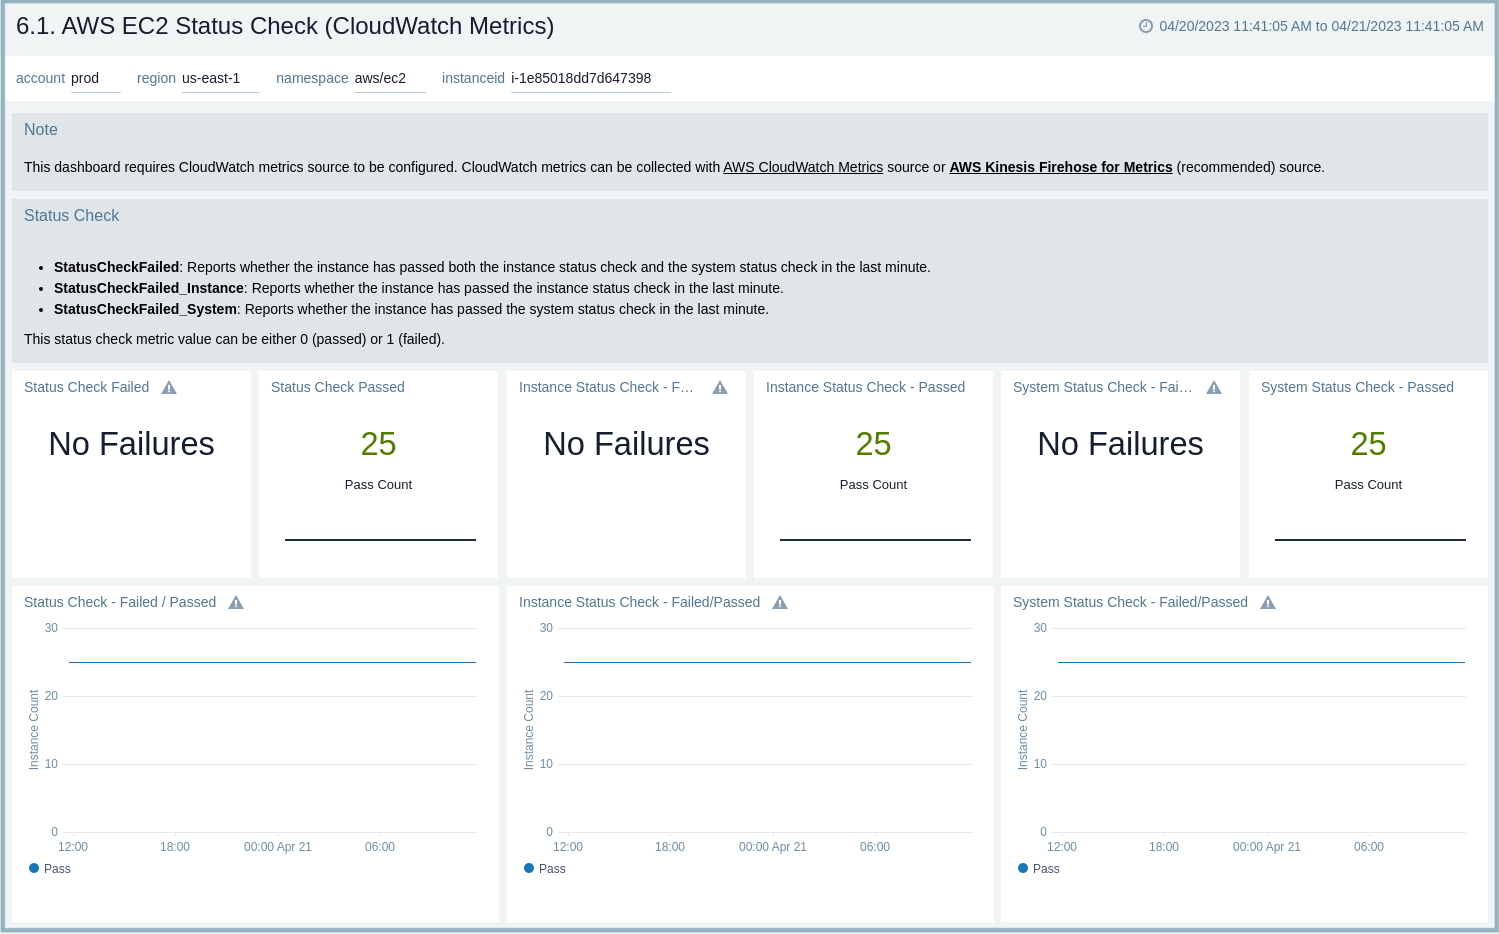 6.1. AWS EC2 Status Check (CloudWatch Metrics)
04/20/2023 11:41:05 AM to 04/21/2023 11:41:05 AM
account prod region us-east-1 namespace aws/ec2 instanceid i-1e85018dd7d647398
Note
This dashboard requires CloudWatch metrics source to be configured. CloudWatch metrics can be collected with AWS CloudWatch Metrics source or AWS Kinesis Firehose for Metrics (recommended) source.
Status Check
• StatusCheckFailed: Reports whether the instance has passed both the instance status check and the system status check in the last minute.
• StatusCheckFailed_Instance: Reports whether the instance has passed the instance status check in the last minute.
• StatusCheckFailed_System: Reports whether the instance has passed the system status check in the last minute.
This status check metric value can be either 0 (passed) or 1 (failed).
Status Check Failed
No Failures
Status Check Passed
25
Pass Count
Instance Status Check - F…
No Failures
Instance Status Check - Passed
25
Pass Count
System Status Check - Fai…
No Failures
System Status Check - Passed
25
Pass Count
Status Check - Failed / Passed
Instance Count
30
20
10
0
12:00 18:00 00:00 Apr 21 06:00
Pass
Instance Status Check - Failed/Passed
Instance Count
30
20
10
0
12:00 18:00 00:00 Apr 21 06:00
Pass
System Status Check - Failed/Passed
Instance Count
30
20
10
0
12:00 18:00 00:00 Apr 21 06:00
Pass